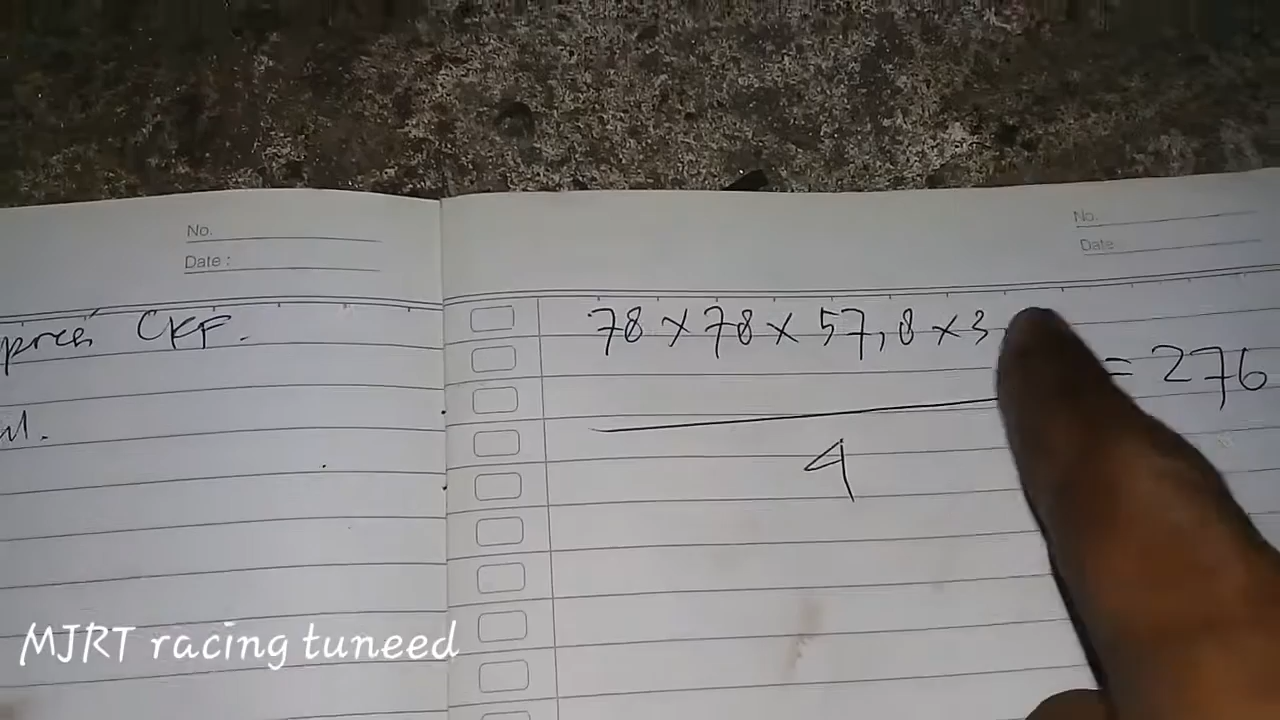 No.
Date :
No.
Date
CKF.
78 x 78 x 57,8 x 3
= 276
4
MJRT racing tuneed